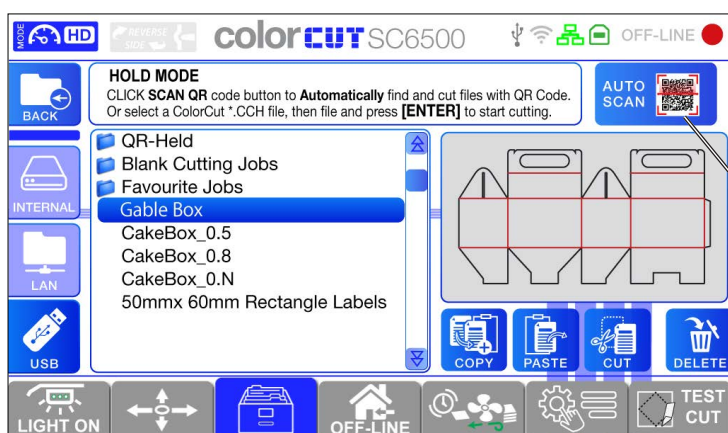 MODE
HD
REVERSE
SIDE
colorCUT SC6500
OFF-LINE
BACK
HOLD MODE
CLICK SCAN QR code button to Automatically find and cut files with QR Code.
Or select a ColorCut *.CCH file, then file and press [ENTER] to start cutting.
AUTO
SCAN
INTERNAL
LAN
USB
QR-Held
Blank Cutting Jobs
Favourite Jobs
Gable Box
CakeBox_0.5
CakeBox_0.8
CakeBox_0.N
50mmx 60mm Rectangle Labels
COPY
PASTE
CUT
DELETE
LIGHT ON
OFF-LINE
TEST
CUT